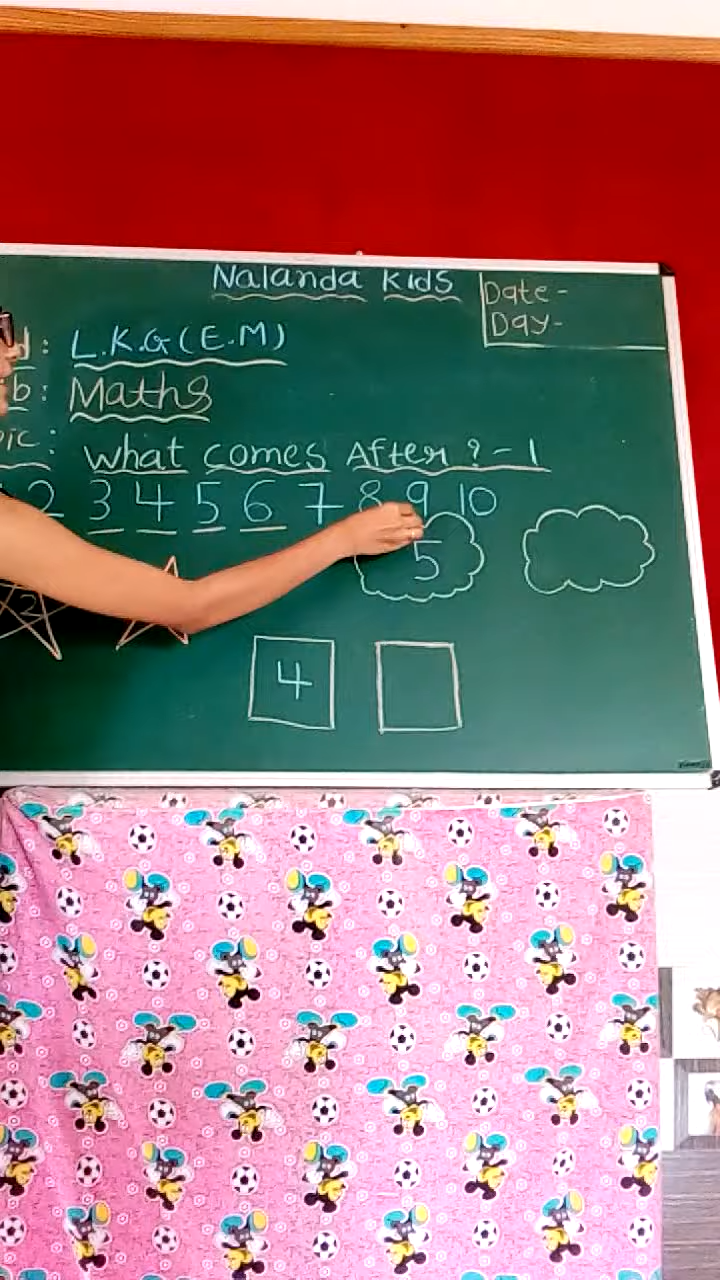 Nalanda Kids
Date -
Day-
: L.K.G (E.M)
: Maths
: What comes After ? - 1
2 3 4 5 6 7 8 9 10
2
5
4